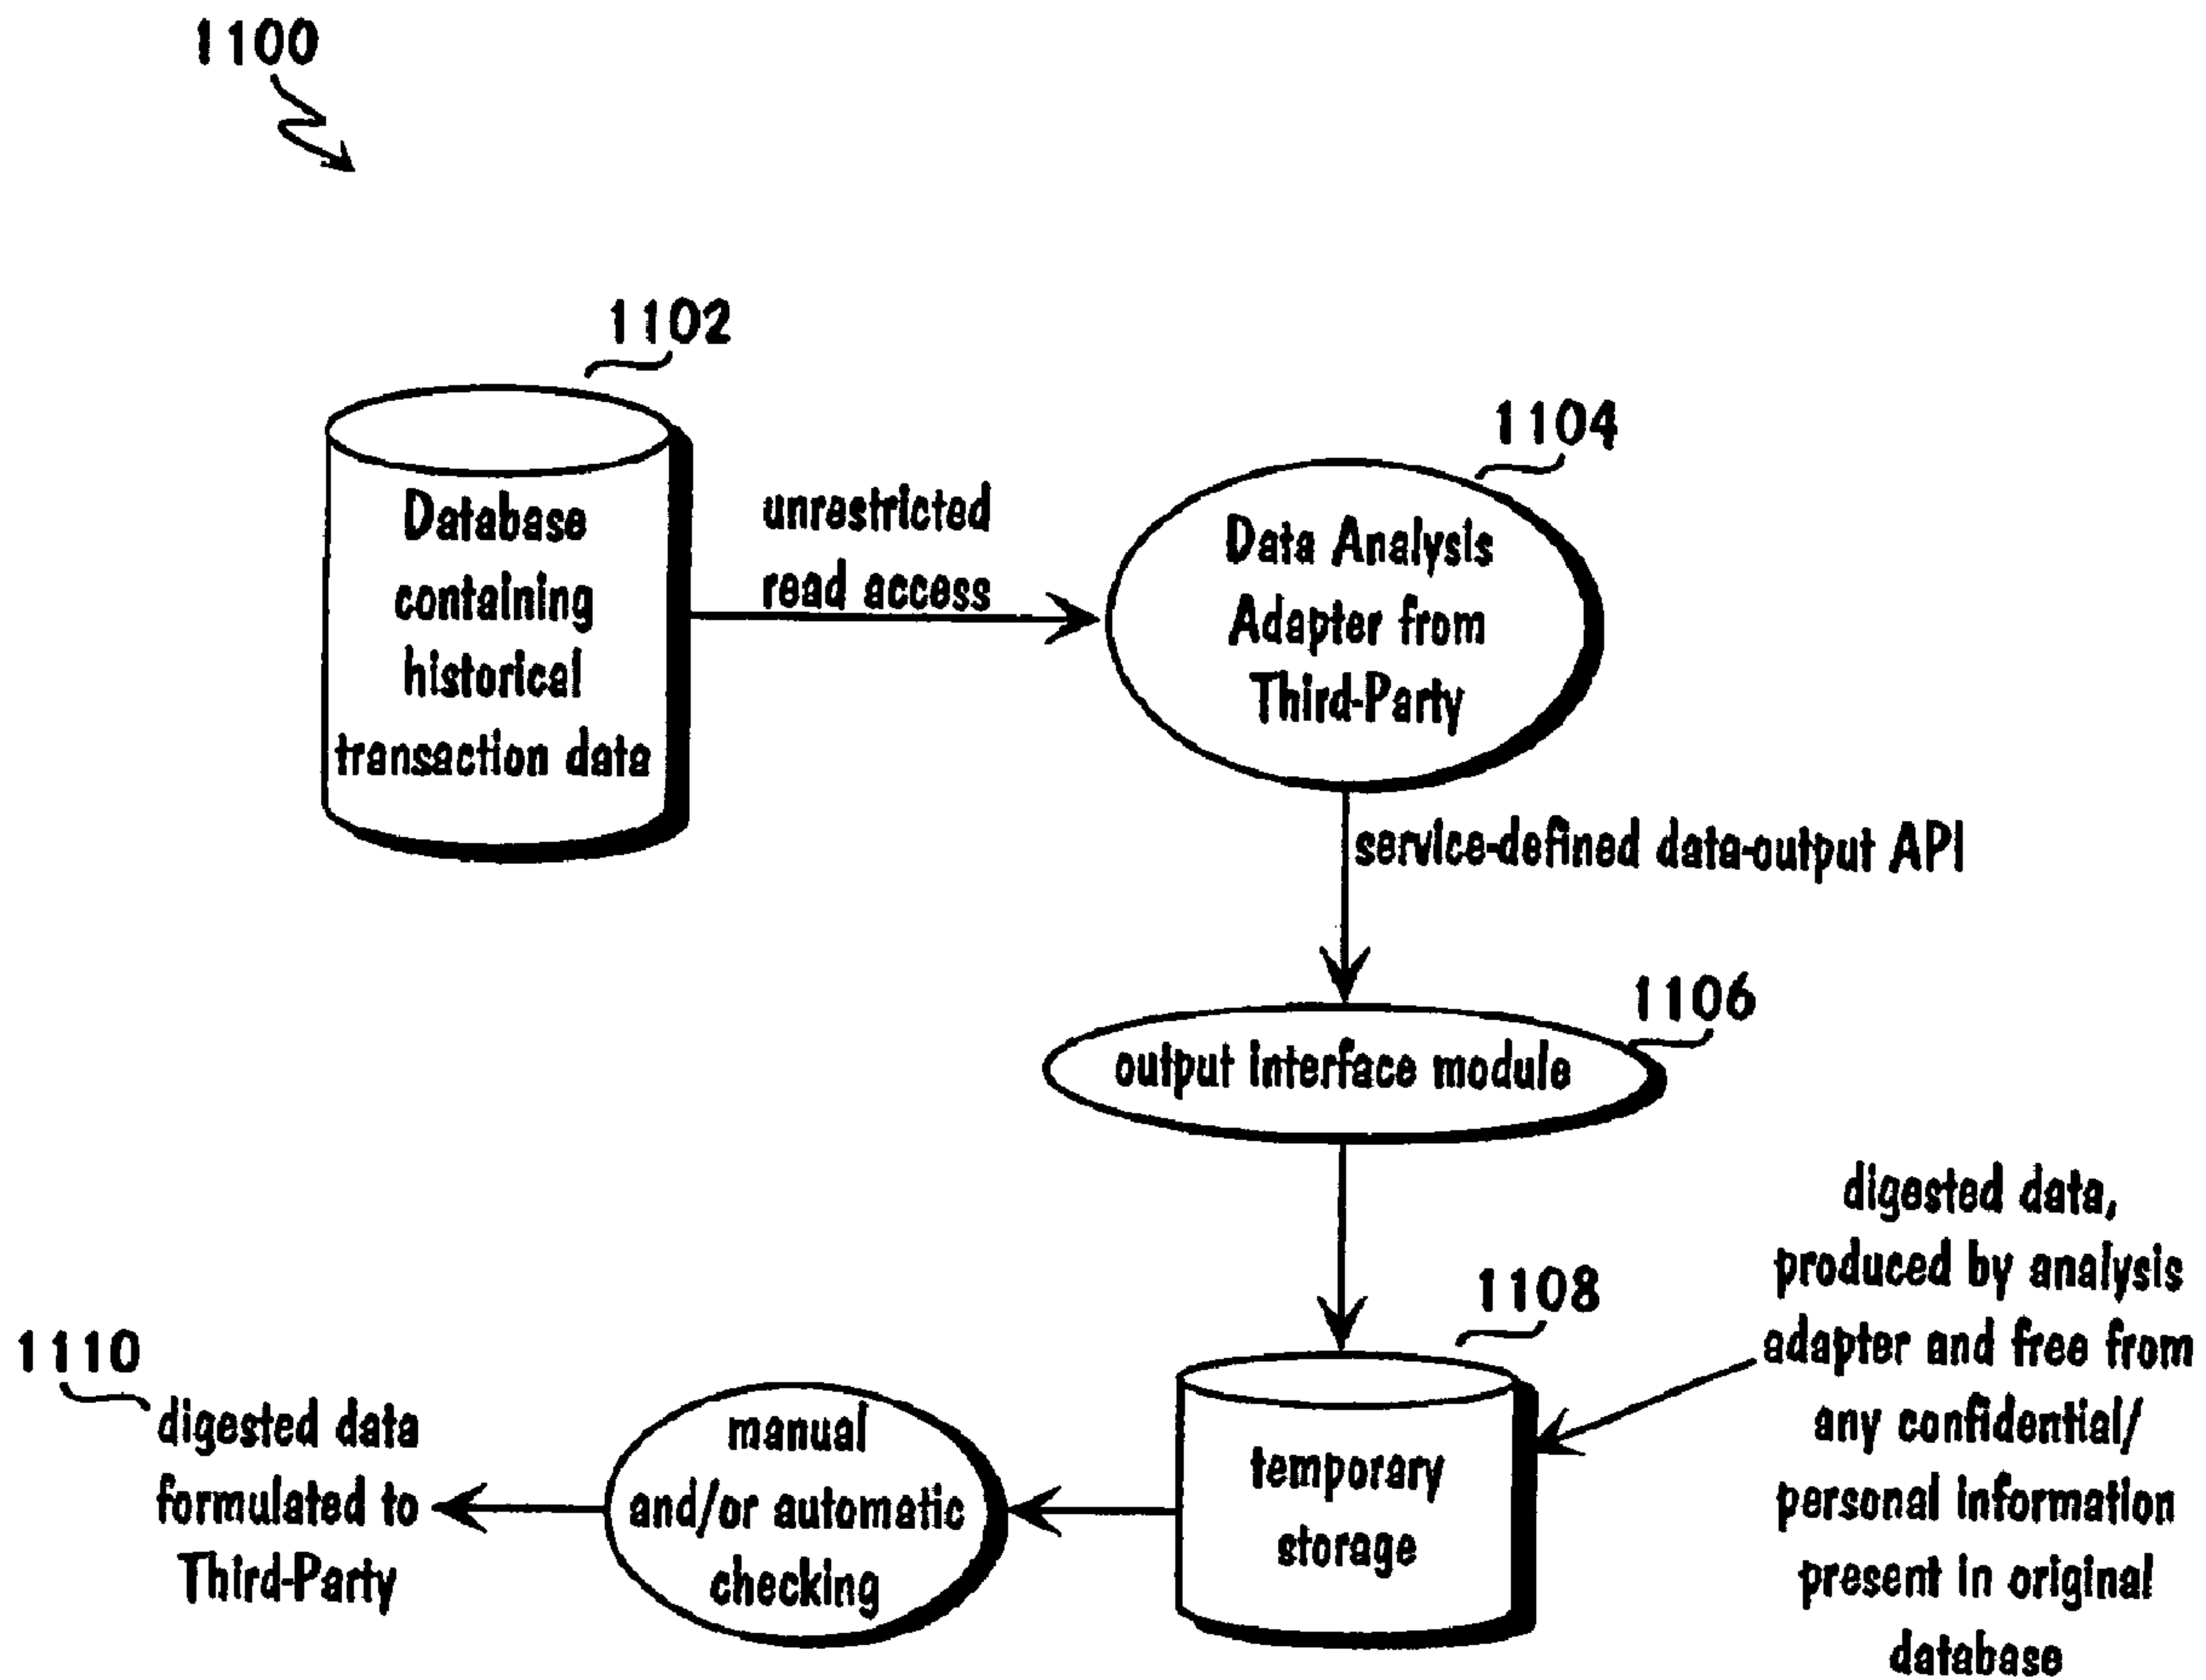 1100
1102
Database
containing
historical
transaction data
unrestricted
read access
1104
Data Analysis
Adapter from
Third-Party
service-defined data-output API
1106
output interface module
1108
temporary
storage
digested data,
produced by analysis
adapter and free from
any confidential/
personal information
present in original
database
manual
and/or automatic
checking
1110
digested data
formulated to
Third-Party